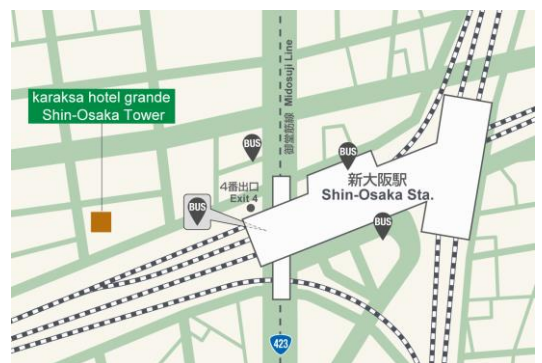 karaksa hotel grande
Shin-Osaka Tower
御堂筋線 Midosuji Line
BUS
BUS
4番出口
Exit 4
新大阪駅
Shin-Osaka Sta.
BUS
BUS
423